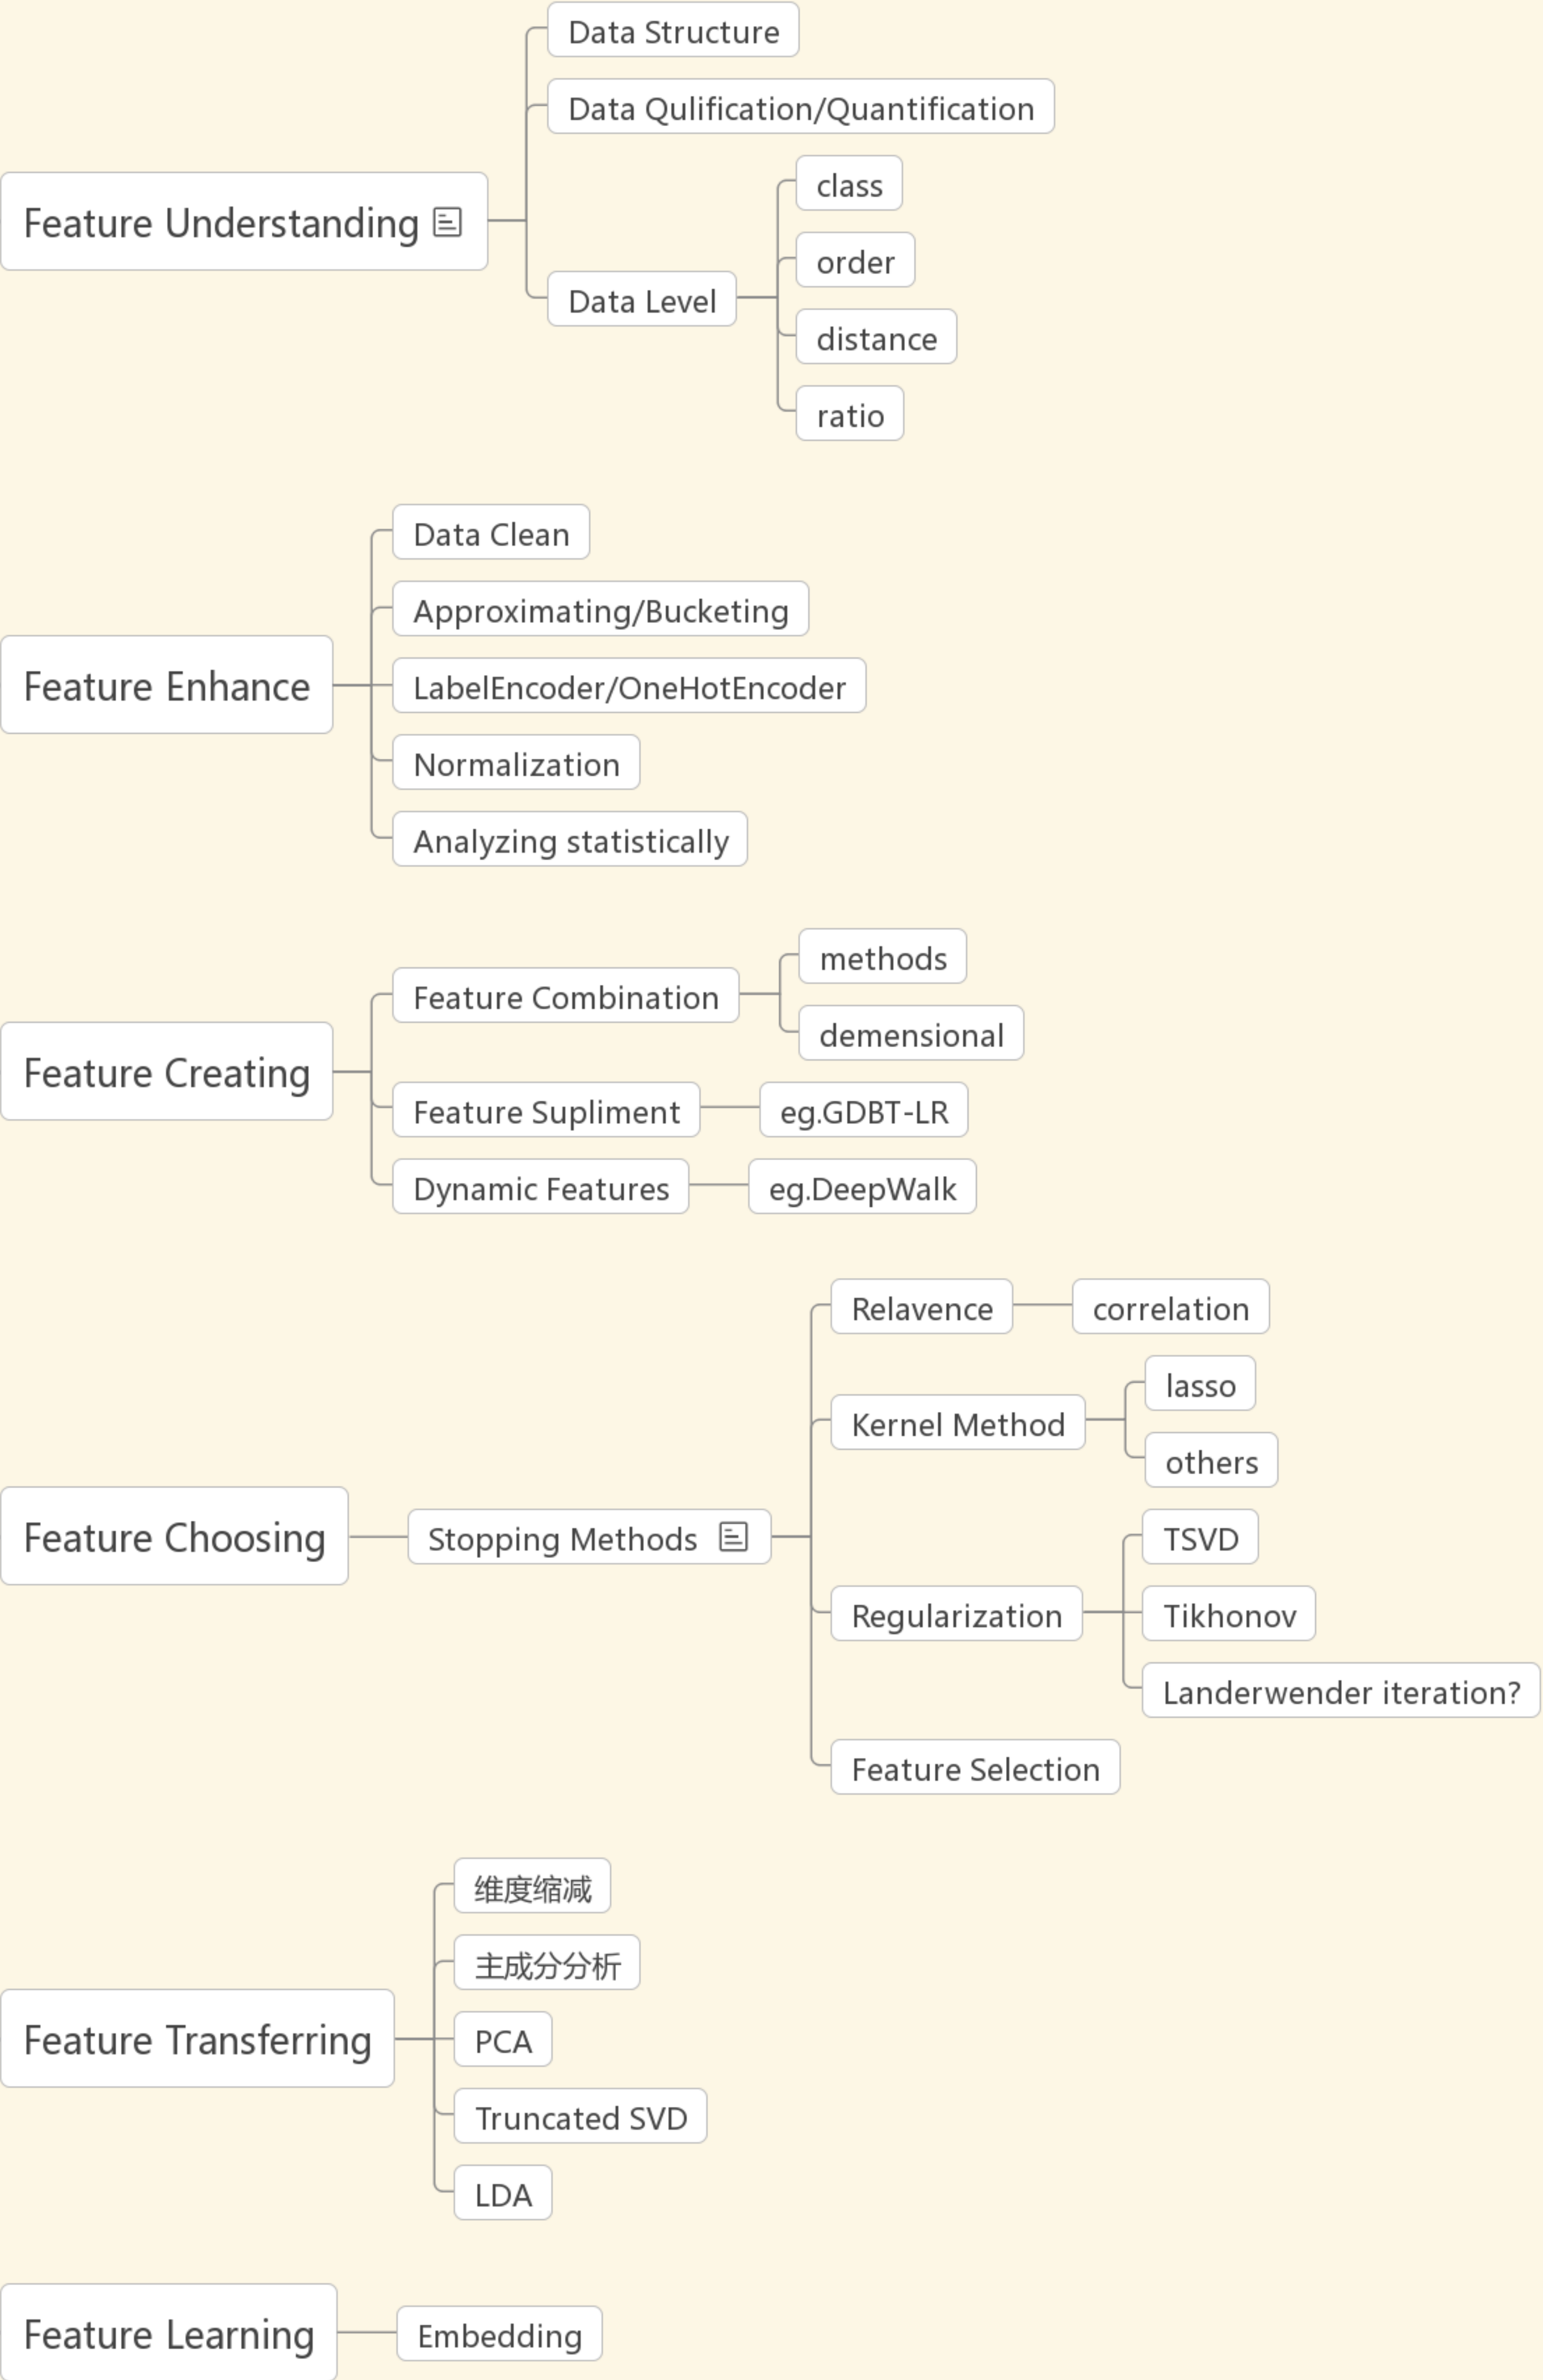 Feature Understanding
Data Structure
Data Qulification/Quantification
Data Level
class
order
distance
ratio
Feature Enhance
Data Clean
Approximating/Bucketing
LabelEncoder/OneHotEncoder
Normalization
Analyzing statistically
Feature Creating
Feature Combination
methods
demensional
Feature Supliment
eg.GDBT-LR
Dynamic Features
eg.DeepWalk
Feature Choosing
Stopping Methods
Relavence
correlation
Kernel Method
lasso
others
Regularization
TSVD
Tikhonov
Landerwender iteration?
Feature Selection
Feature Transferring
维度缩减
主成分分析
PCA
Truncated SVD
LDA
Feature Learning
Embedding